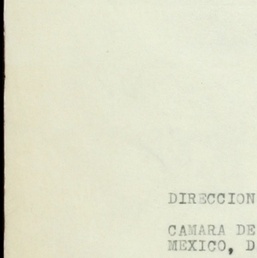 DIRECCION
CAMARA DE
MEXICO, D